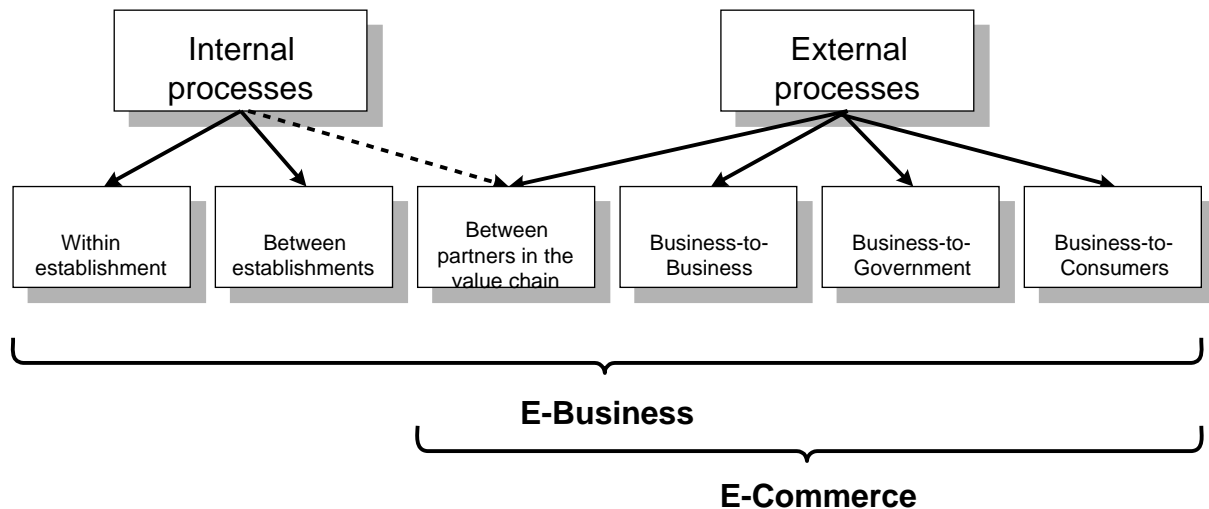 Internal
processes
External
processes
Within
establishment
Between
establishments
Between
partners in the
value chain
Business-to-
Business
Business-to-
Government
Business-to-
Consumers
E-Business
E-Commerce